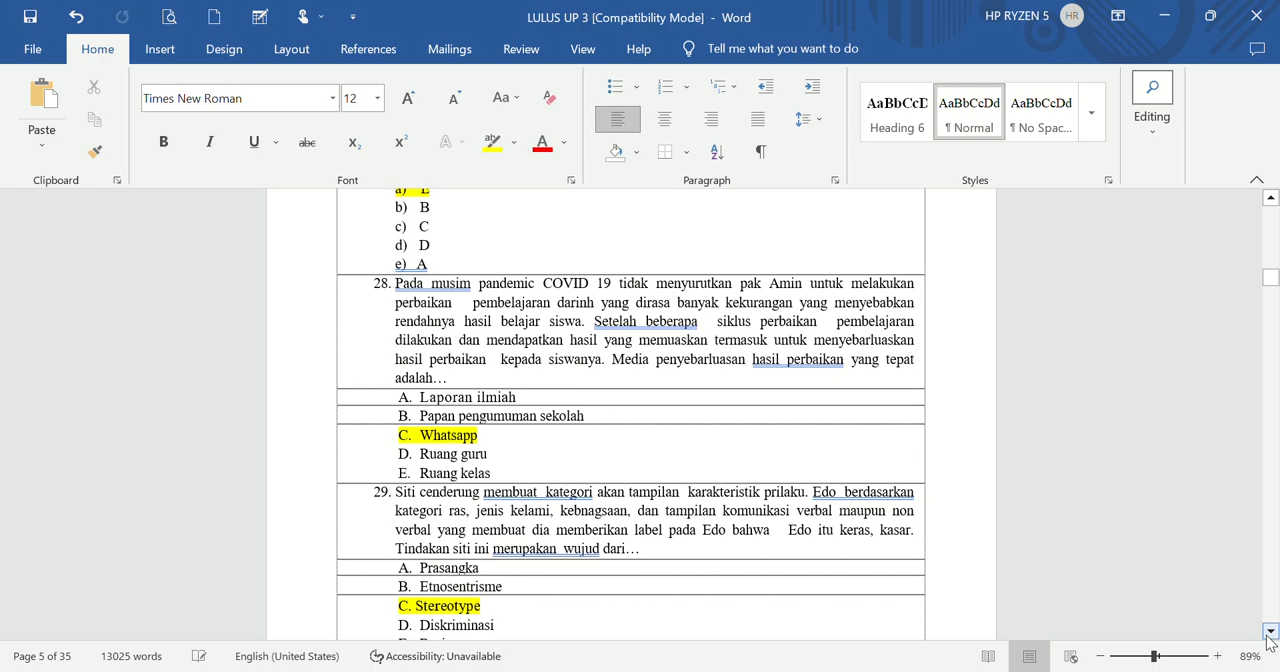 LULUS UP 3 [Compatibility Mode] - Word
HP RYZEN 5 HR
File Home Insert Design Layout References Mailings Review View Help Tell me what you want to do
Paste
Clipboard
Times New Roman 12
Font
Paragraph
AaBbCcD AaBbCcDd AaBbCcDd
Heading 6 ¶ Normal ¶ No Spac...
Styles
Editing
a) E
b) B
c) C
d) D
e) A
28. Pada musim pandemic COVID 19 tidak menyurutkan pak Amin untuk melakukan
perbaikan pembelajaran darinh yang dirasa banyak kekurangan yang menyebabkan
rendahnya hasil belajar siswa. Setelah beberapa siklus perbaikan pembelajaran
dilakukan dan mendapatkan hasil yang memuaskan termasuk untuk menyebarluaskan
hasil perbaikan kepada siswanya. Media penyebarluasan hasil perbaikan yang tepat
adalah…
A. Laporan ilmiah
B. Papan pengumuman sekolah
C. Whatsapp
D. Ruang guru
E. Ruang kelas
29. Siti cenderung membuat kategori akan tampilan karakteristik prilaku. Edo berdasarkan
kategori ras, jenis kelami, kebnagsaan, dan tampilan komunikasi verbal maupun non
verbal yang membuat dia memberikan label pada Edo bahwa Edo itu keras, kasar.
Tindakan siti ini merupakan wujud dari…
A. Prasangka
B. Etnosentrisme
C. Stereotype
D. Diskriminasi
Page 5 of 35 13025 words English (United States) Accessibility: Unavailable 89%